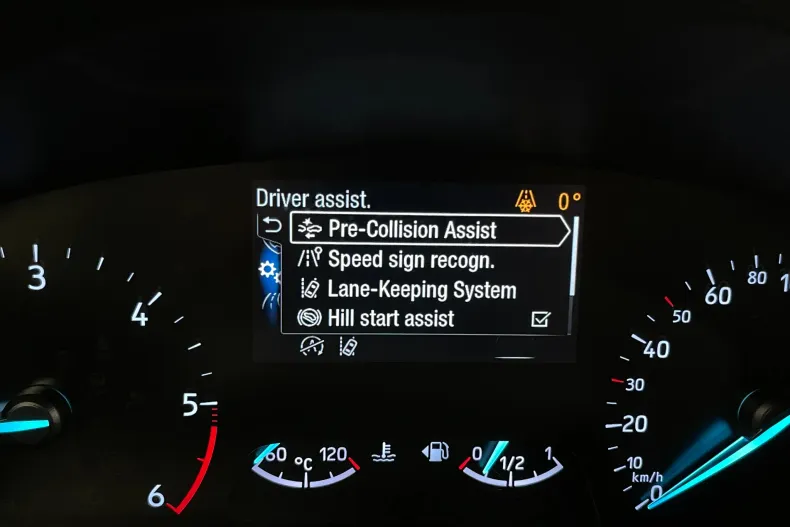 Driver assist. 0°
Pre-Collision Assist
Speed sign recogn.
Lane-Keeping System
Hill start assist
3
4
5
6
60 °C 120
0 1/2 1
0
10
20
30
40
50
60
80
1
km/h